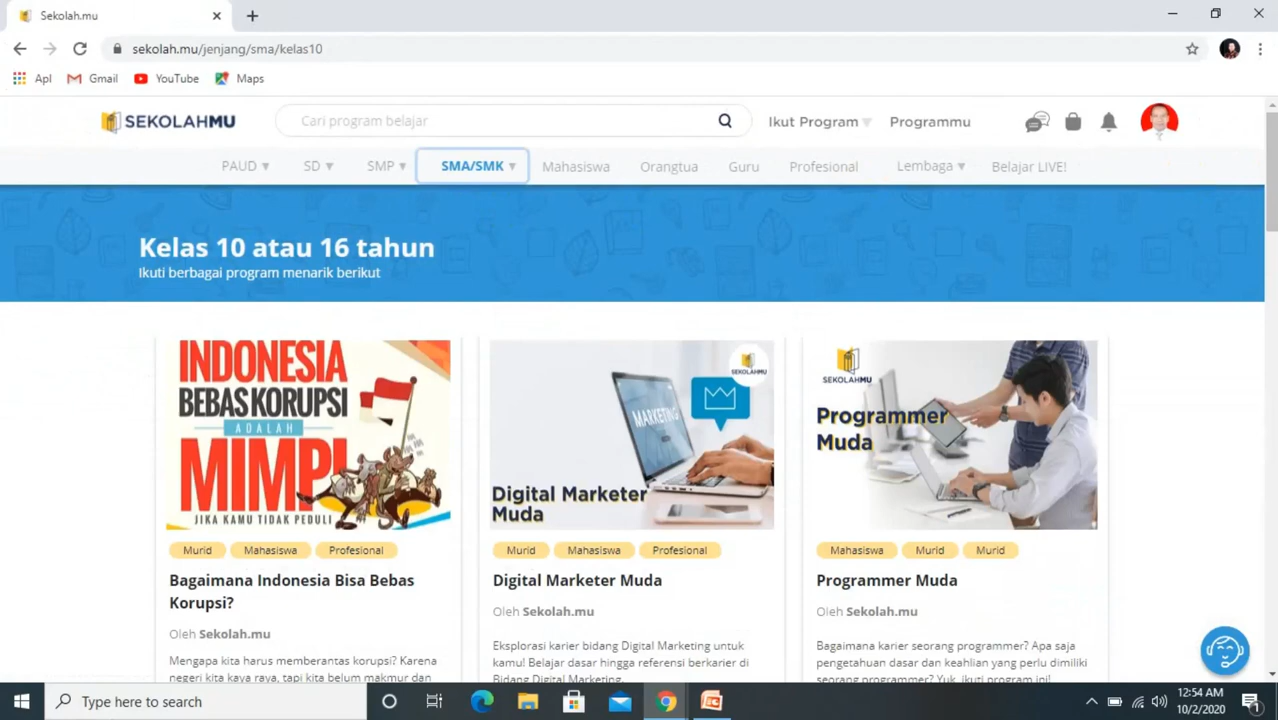 Sekolah.mu
sekolah.mu/jenjang/sma/kelas10
Apl Gmail YouTube Maps
SEKOLAHMU Cari program belajar Ikut Program Programmu
PAUD SD SMP SMA/SMK Mahasiswa Orangtua Guru Profesional Lembaga Belajar LIVE!
Kelas 10 atau 16 tahun
Ikuti berbagai program menarik berikut
INDONESIA
BEBAS KORUPSI
ADALAH
MIMPI
JIKA KAMU TIDAK PEDULI
Murid Mahasiswa Profesional
Bagaimana Indonesia Bisa Bebas
Korupsi?
Oleh Sekolah.mu
Mengapa kita harus memberantas korupsi? Karena
negeri kita kaya raya, tapi kita belum makmur dan
SEKOLAHMU
MARKETING
Digital Marketer
Muda
Murid Mahasiswa Profesional
Digital Marketer Muda
Oleh Sekolah.mu
Eksplorasi karier bidang Digital Marketing untuk
kamu! Belajar dasar hingga referensi berkarier di
Bidang Digital Marketing.
SEKOLAHMU
Programmer
Muda
Mahasiswa Murid Murid
Programmer Muda
Oleh Sekolah.mu
Bagaimana karier seorang programmer? Apa saja
pengetahuan dasar dan keahlian yang perlu dimiliki
seorang programmer? Yuk, ikuti program ini!
Type here to search
12:54 AM
10/2/2020
1